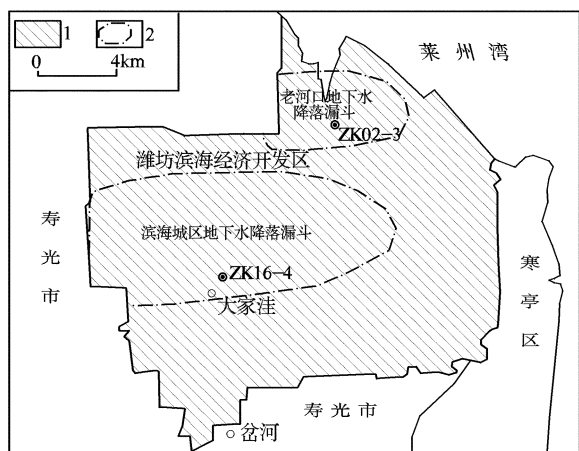 1
2
0
4km
莱州湾
老河口地下水
降落漏斗
ZK02-3
潍坊滨海经济开发区
寿光市
滨海城区地下水降落漏斗
ZK16-4
大家洼
寒亭区
寿光市
岔河